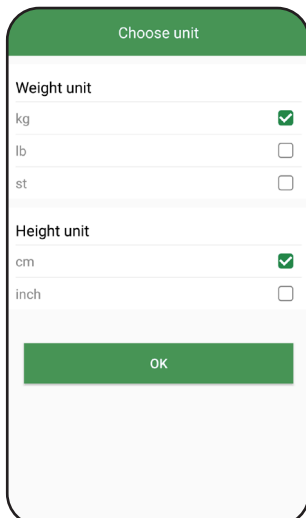 Choose unit
Weight unit
kg
lb
st
Height unit
cm
inch
OK